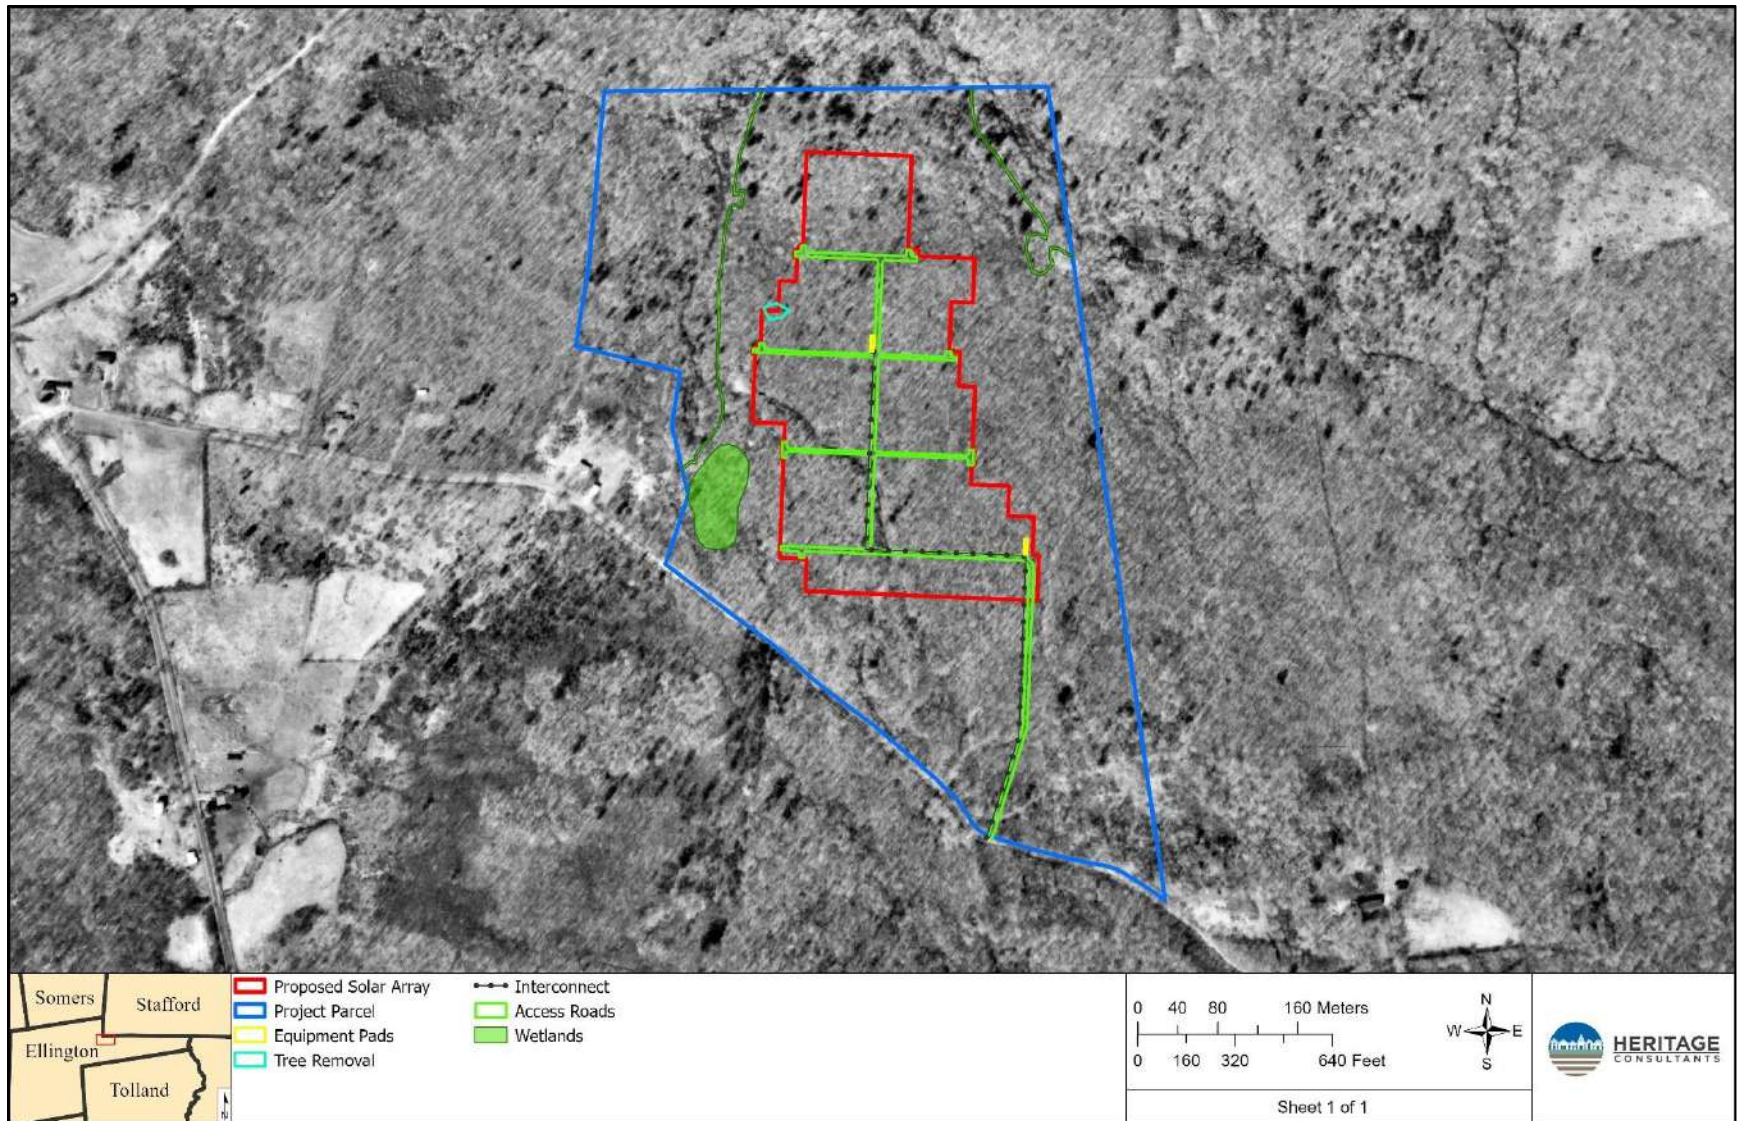 Somers
Stafford
Ellington
Tolland
N
Proposed Solar Array
Project Parcel
Equipment Pads
Tree Removal
Interconnect
Access Roads
Wetlands
0 40 80 160 Meters
0 160 320 640 Feet
N
W E
S
Sheet 1 of 1
HERITAGE
CONSULTANTS